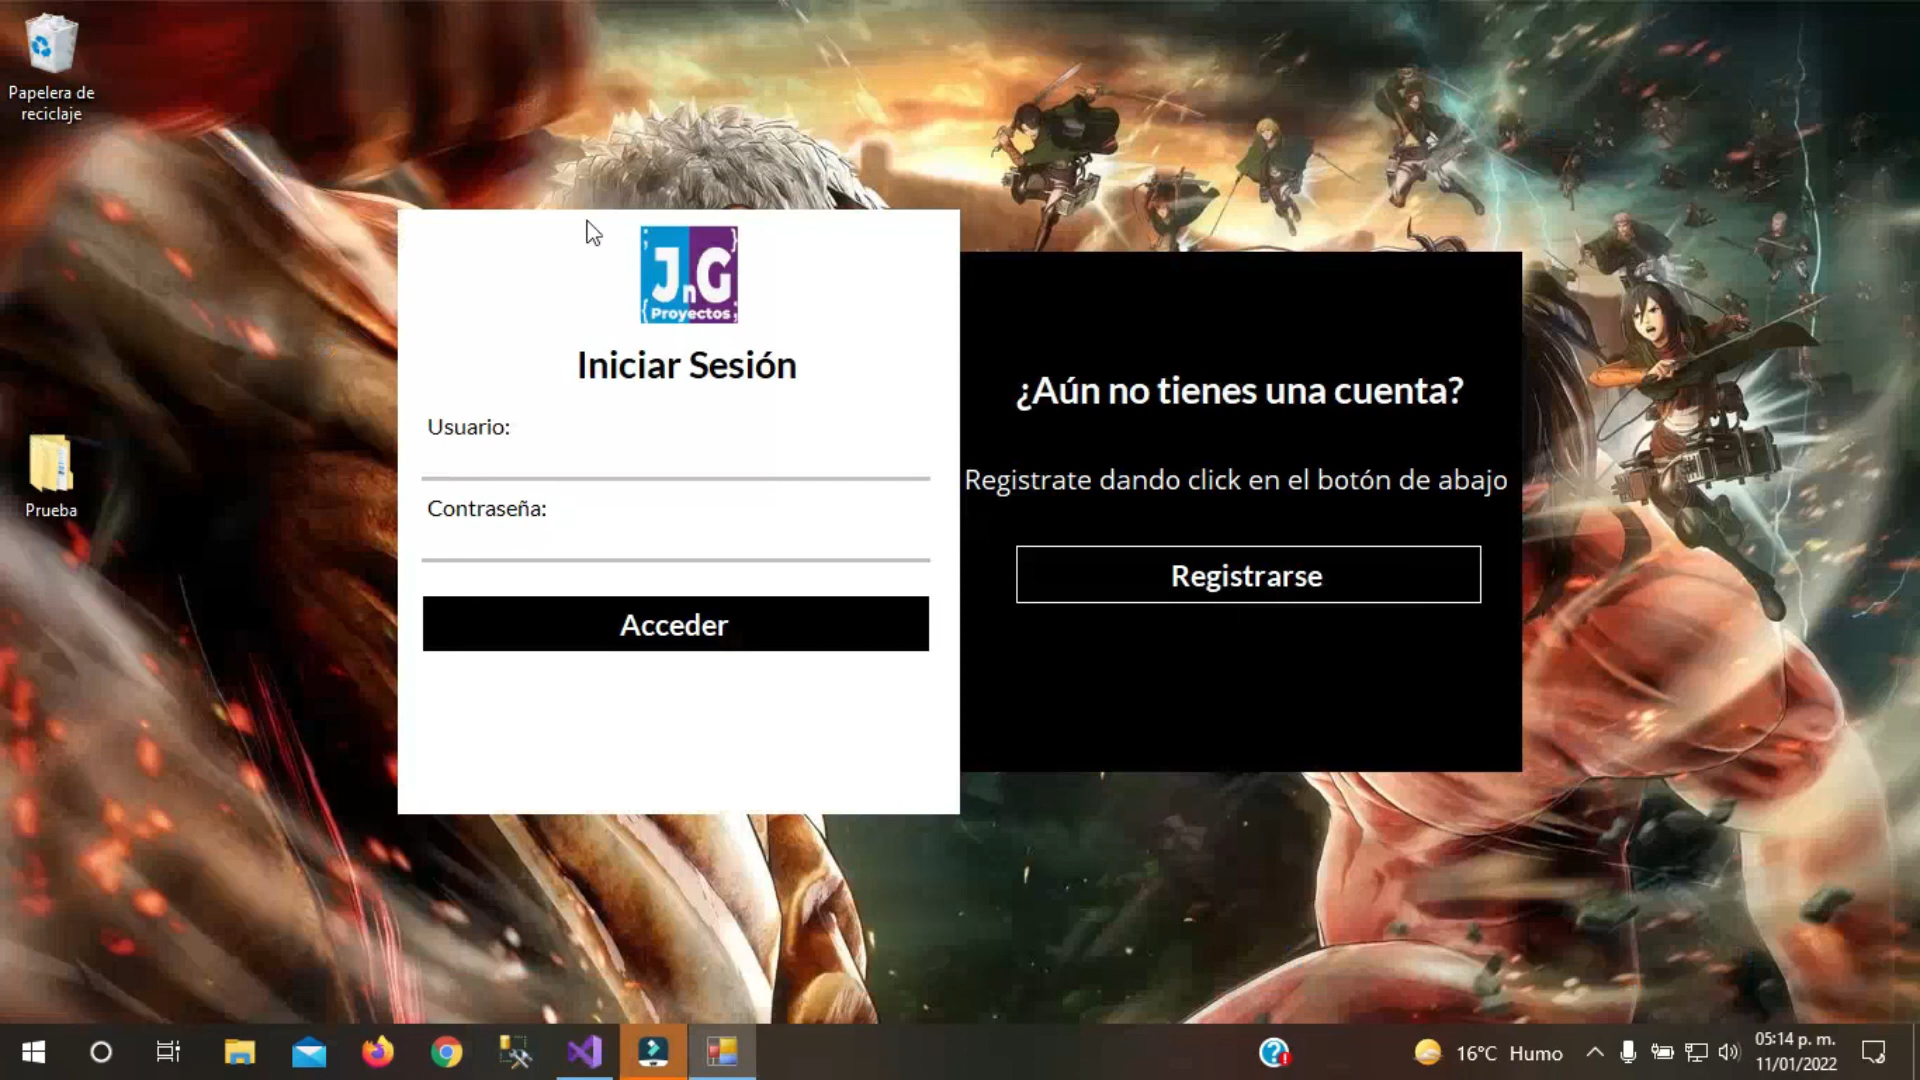 Papelera de
reciclaje
Prueba
JnG
Proyectos
Iniciar Sesión
Usuario:
Contraseña:
Acceder
¿Aún no tienes una cuenta?
Registrate dando click en el botón de abajo
Registrarse
16°C Humo
05:14 p. m.
11/01/2022